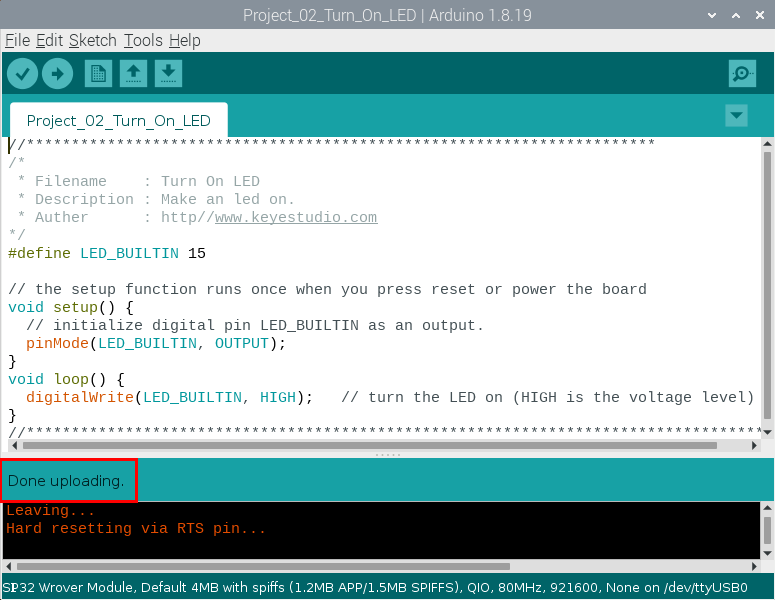 Project_02_Turn_On_LED | Arduino 1.8.19
File Edit Sketch Tools Help
Project_02_Turn_On_LED
//**********************************************************************
/*
 * Filename    : Turn On LED
 * Description : Make an led on.
 * Auther      : http//www.keyestudio.com
*/
#define LED_BUILTIN 15
// the setup function runs once when you press reset or power the board
void setup() {
  // initialize digital pin LED_BUILTIN as an output.
  pinMode(LED_BUILTIN, OUTPUT);
}
void loop() {
  digitalWrite(LED_BUILTIN, HIGH);   // turn the LED on (HIGH is the voltage level)
}
//**********************************************************************************
Done uploading.
Leaving...
Hard resetting via RTS pin...
SP32 Wrover Module, Default 4MB with spiffs (1.2MB APP/1.5MB SPIFFS), QIO, 80MHz, 921600, None on /dev/ttyUSB0